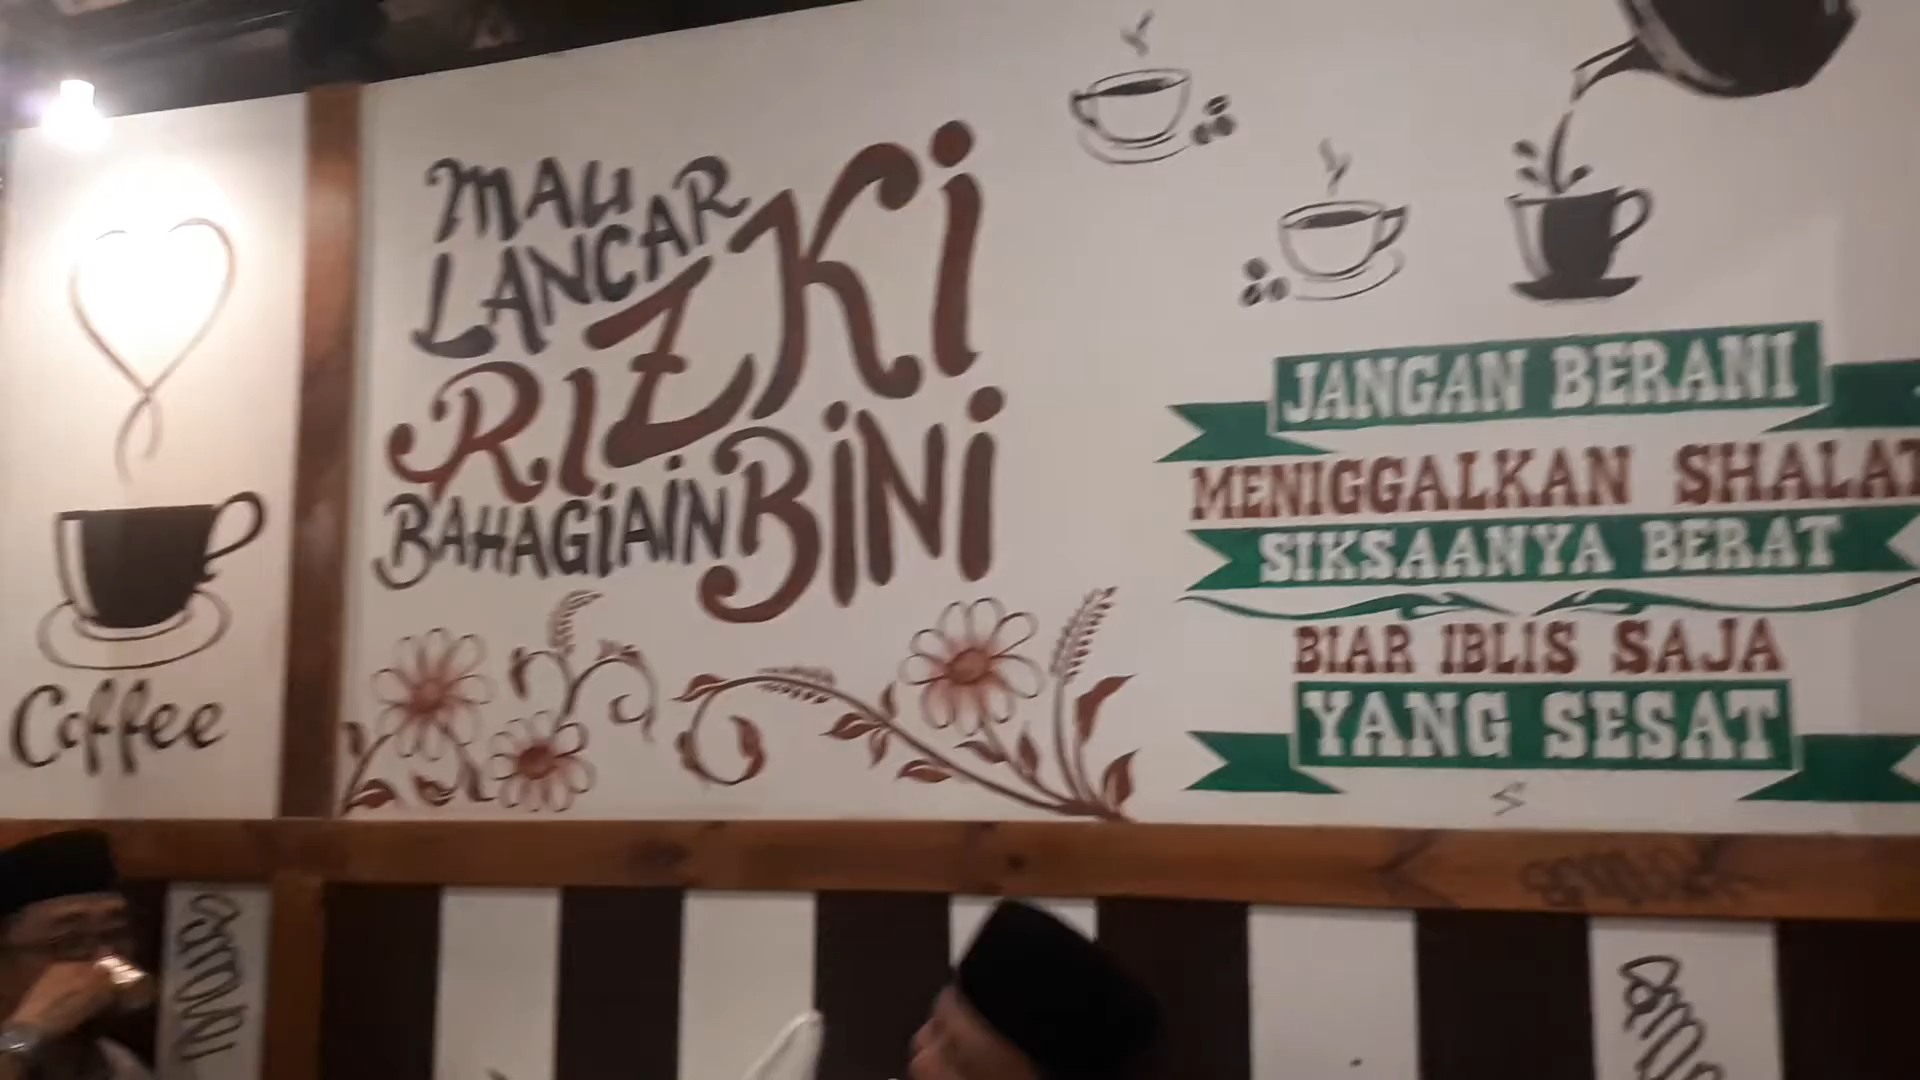 Coffee
MAU
LANCAR
RIZKI
BAHAGIAIN BINI
JANGAN BERANI
MENIGGALKAN SHALAT
SIKSAANYA BERAT
BIAR IBLIS SAJA
YANG SESAT